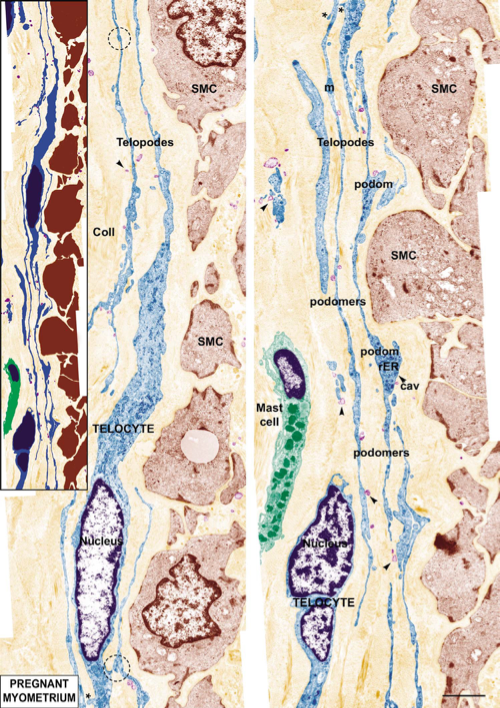 SMC
Telopodes
Coll
SMC
TELOCYTE
Nucleus
PREGNANT
MYOMETRIUM
*
* *
SMC
m
Telopodes
podom
SMC
podomers
podom
rER
cav
Mast
cell
podomers
Nucleus
TELOCYTE